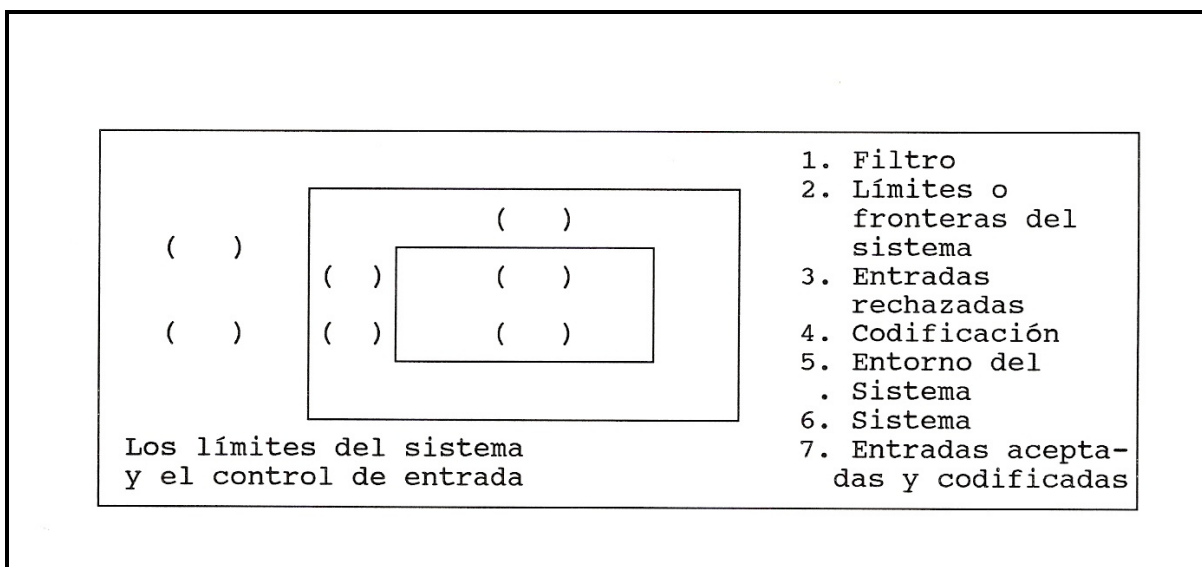 1. Filtro
2. Límites o
fronteras del
sistema
3. Entradas
rechazadas
4. Codificación
5. Entorno del
. Sistema
6. Sistema
7. Entradas acepta-
das y codificadas
(   )
(   )
(   )
(   ) (   )
(   ) (   )
Los límites del sistema
y el control de entrada